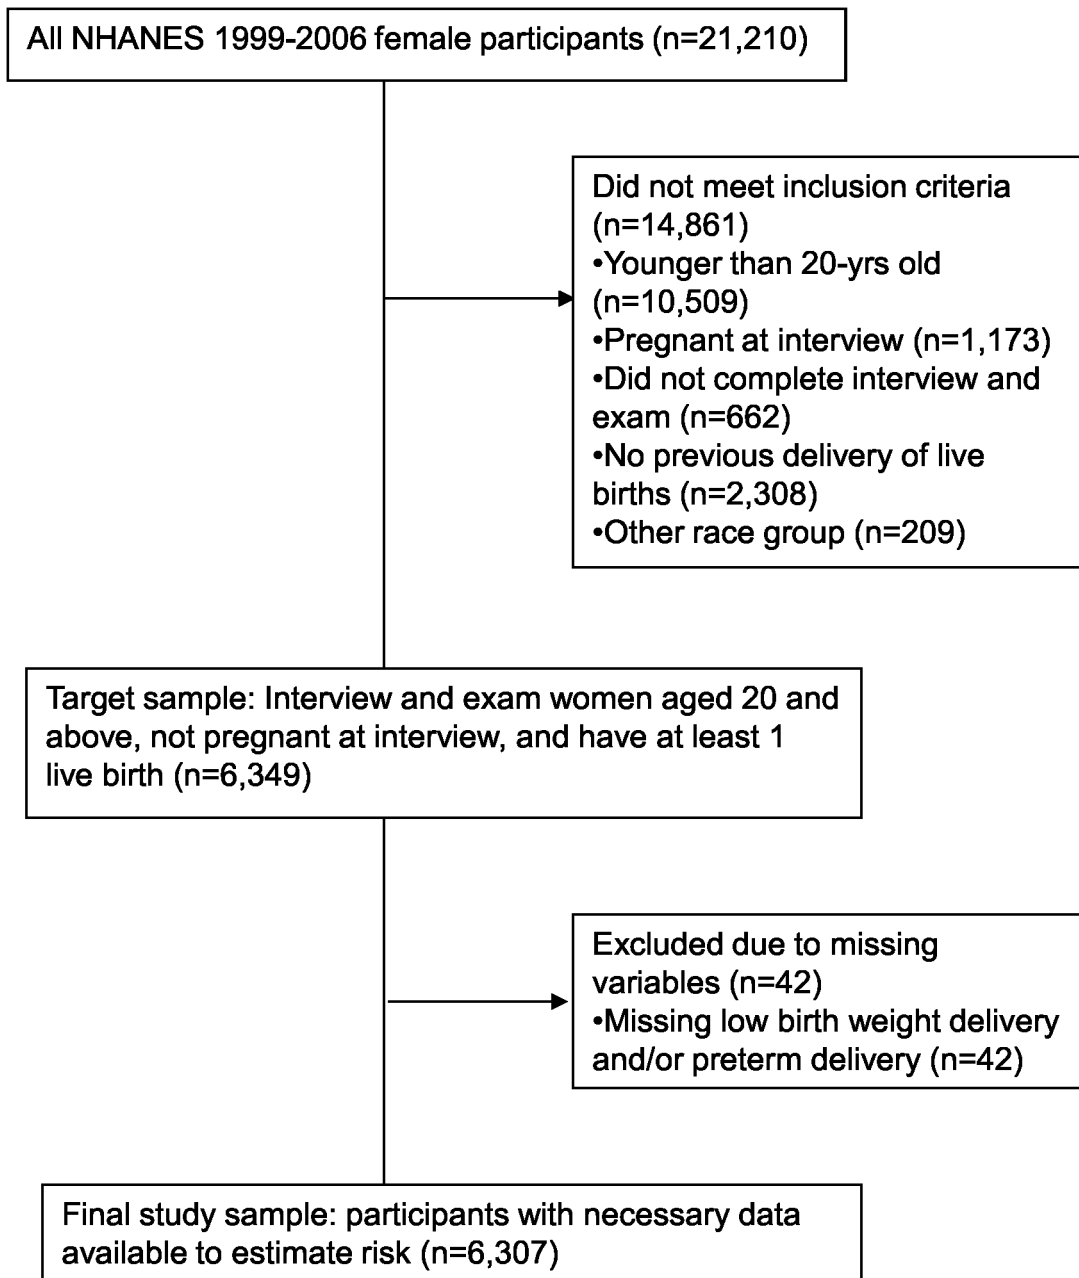 All NHANES 1999-2006 female participants (n=21,210)
Did not meet inclusion criteria
(n=14,861)
•Younger than 20-yrs old
(n=10,509)
•Pregnant at interview (n=1,173)
•Did not complete interview and
exam (n=662)
•No previous delivery of live
births (n=2,308)
•Other race group (n=209)
Target sample: Interview and exam women aged 20 and
above, not pregnant at interview, and have at least 1
live birth (n=6,349)
Excluded due to missing
variables (n=42)
•Missing low birth weight delivery
and/or preterm delivery (n=42)
Final study sample: participants with necessary data
available to estimate risk (n=6,307)